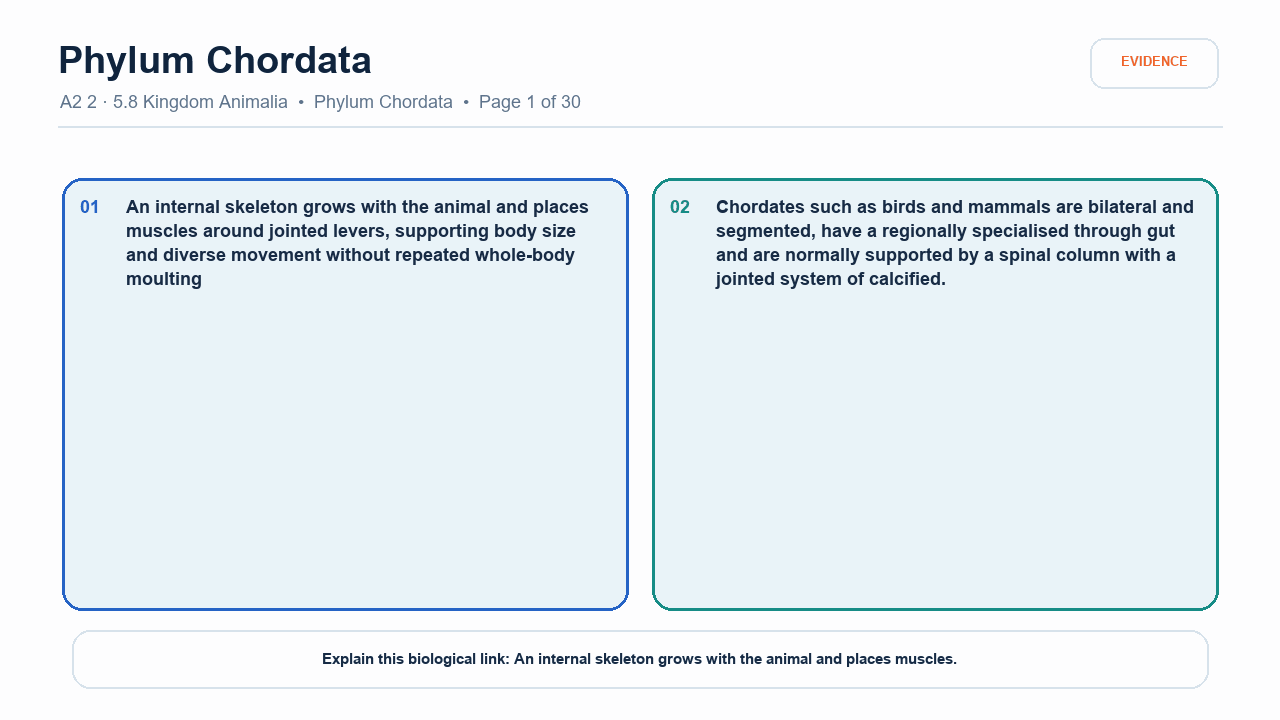 Phylum Chordata
EVIDENCE
A2 2 · 5.8 Kingdom Animalia • Phylum Chordata • Page 1 of 30
01
An internal skeleton grows with the animal and places
muscles around jointed levers, supporting body size
and diverse movement without repeated whole-body
moulting
02
Chordates such as birds and mammals are bilateral and
segmented, have a regionally specialised through gut
and are normally supported by a spinal column with a
jointed system of calcified.
Explain this biological link: An internal skeleton grows with the animal and places muscles.